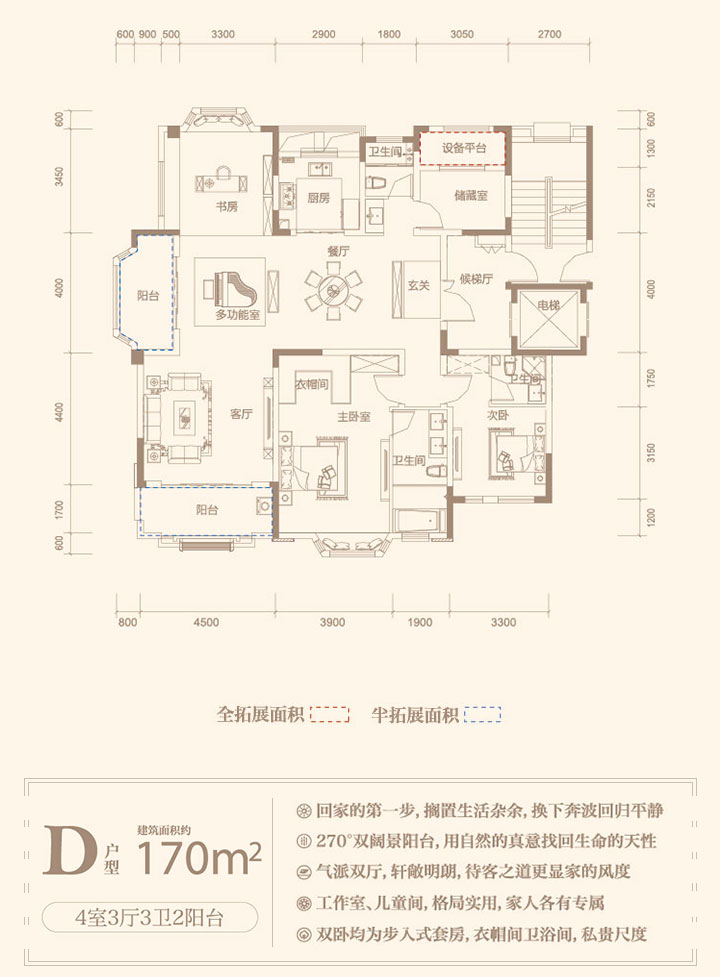 600 900 500 3300 2900 1800 3050 2700
600
3450
4000
4400
1700
600
600
1300
2150
4000
1750
3150
1200
卫生间
设备平台
厨房
储藏室
书房
餐厅
候梯厅
玄关
阳台
电梯
多功能室
衣帽间
卫生间
客厅
主卧室
次卧
卫生间
阳台
800 4500 3900 1900 3300
全拓展面积 半拓展面积
D户型
建筑面积约
170m²
4室3厅3卫2阳台
回家的第一步, 搁置生活杂余, 换下奔波回归平静
270°双阔景阳台, 用自然的真意找回生命的天性
气派双厅, 轩敞明朗, 待客之道更显家的风度
工作室、儿童间, 格局实用, 家人各有专属
双卧均为步入式套房, 衣帽间卫浴间, 私贵尺度